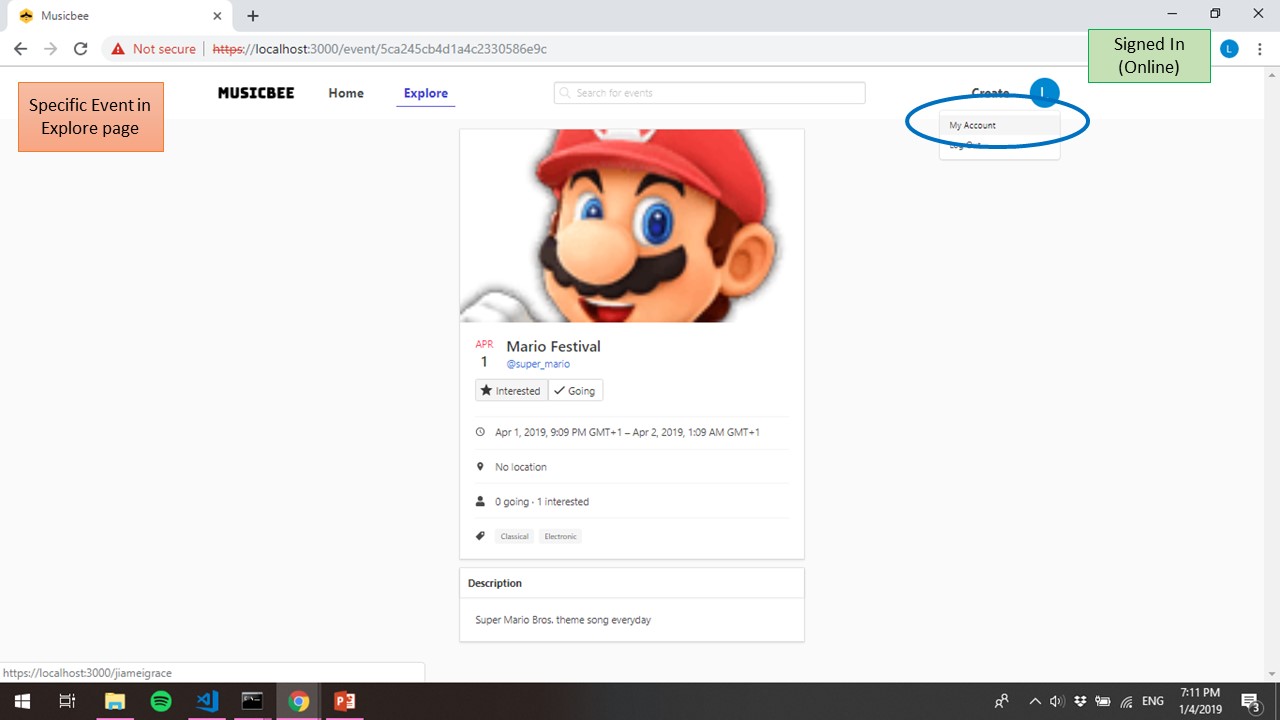 Musicbee
Not secure
https://localhost:3000/event/5ca245cb4d1a4c2330586e9c
L
Signed In
(Online)
Specific Event in
Explore page
MUSICBEE
Home
Explore
Search for events
Create
L
My Account
Log Out
APR
1
Mario Festival
@super_mario
Interested
Going
Apr 1, 2019, 9:09 PM GMT+1 – Apr 2, 2019, 1:09 AM GMT+1
No location
0 going · 1 interested
Classical
Electronic
Description
Super Mario Bros. theme song everyday
https://localhost:3000/jiameigrace
ENG
7:11 PM
1/4/2019
3